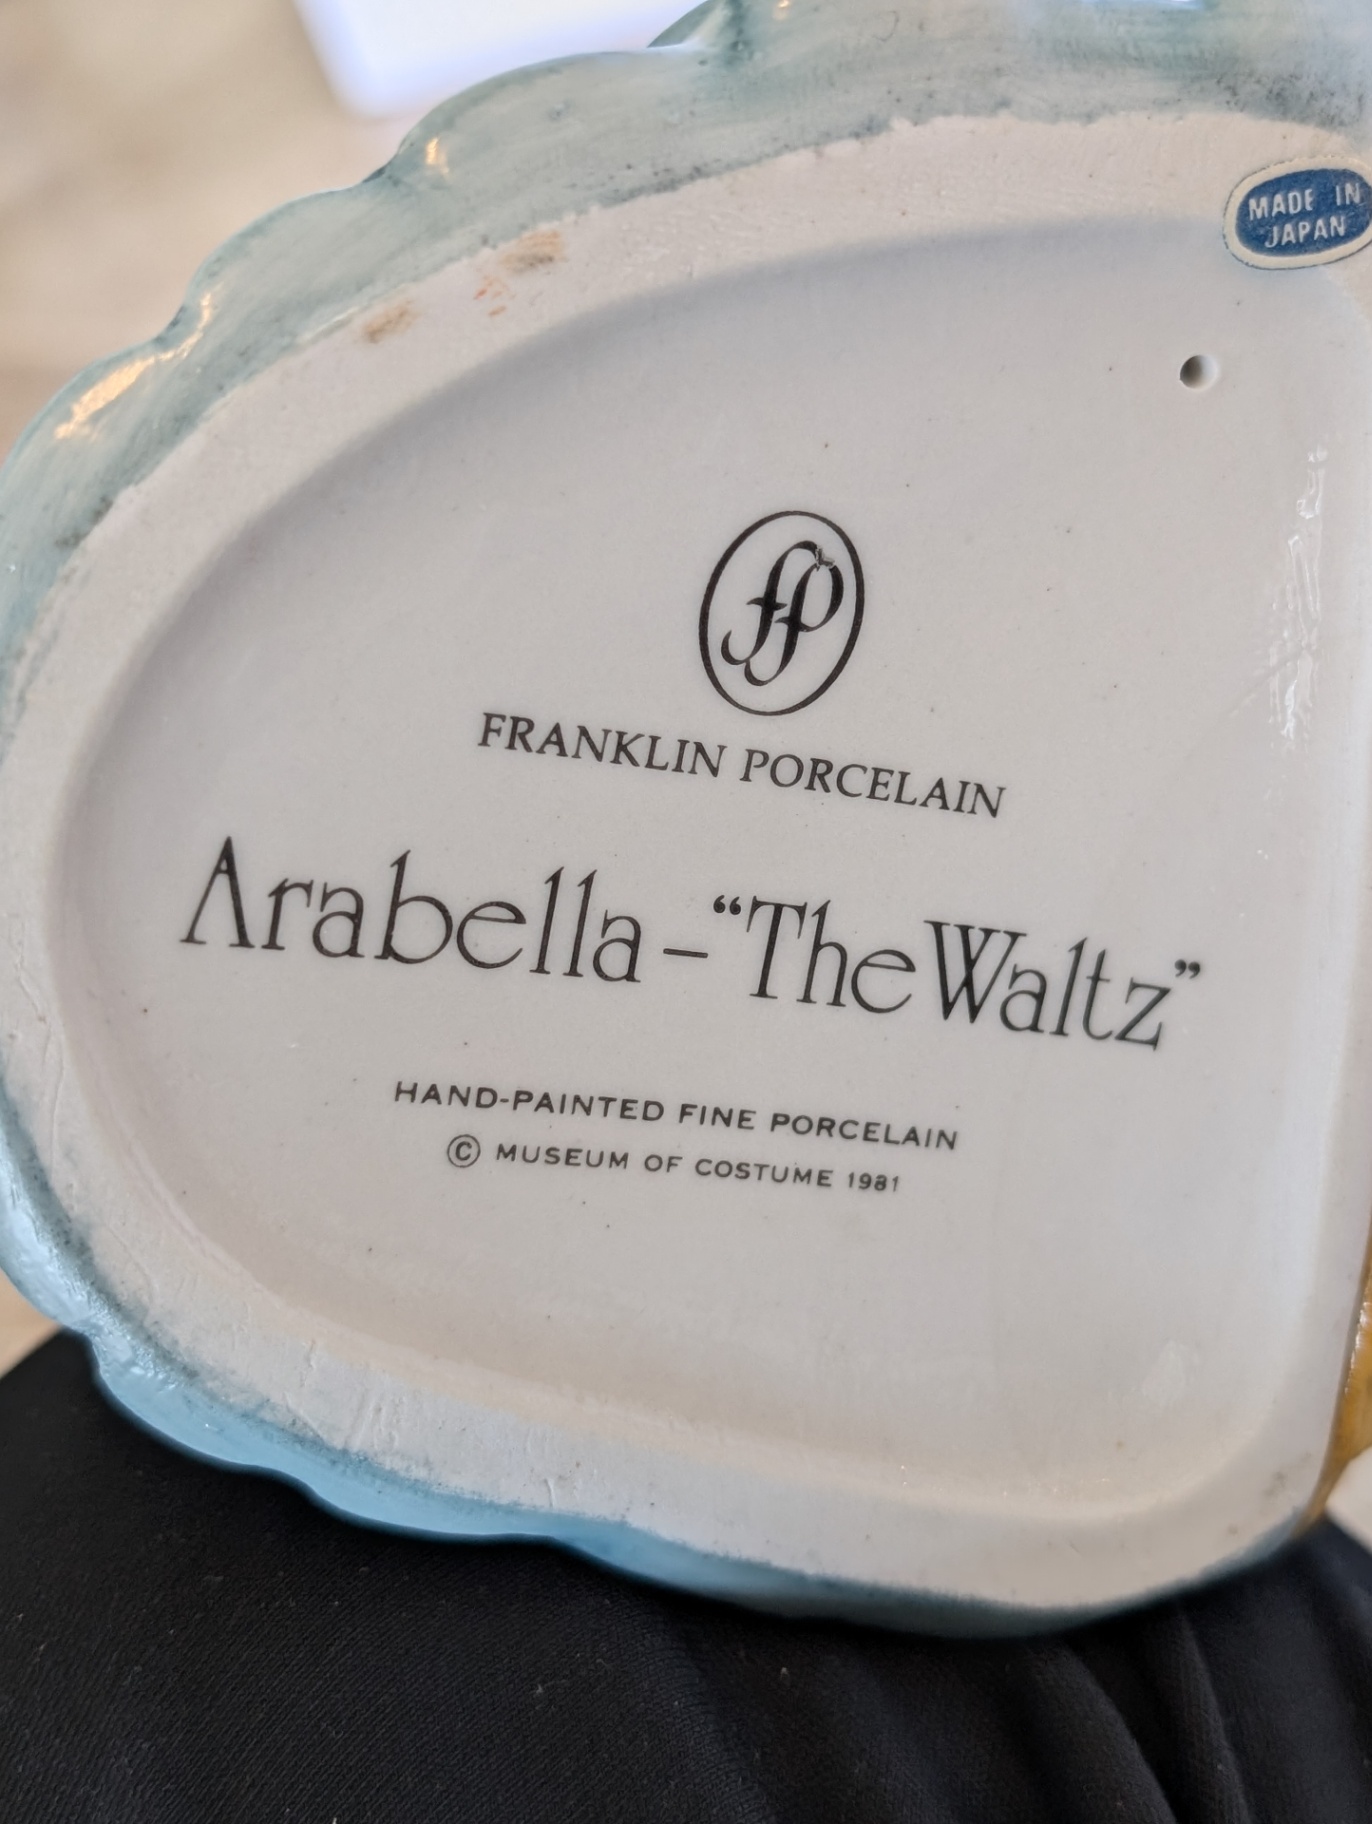 MADE IN
JAPAN
fp
FRANKLIN PORCELAIN
Arabella – “The Waltz”
HAND-PAINTED FINE PORCELAIN
© MUSEUM OF COSTUME 1981